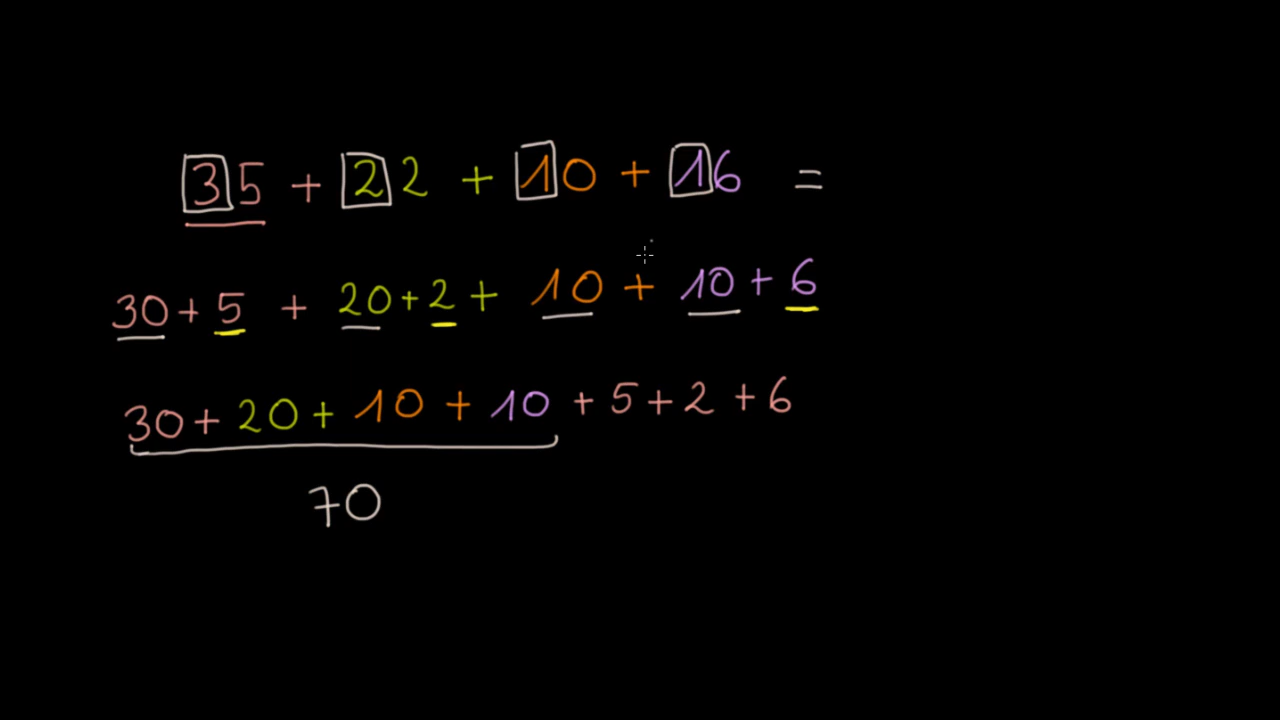 35 + 22 + 10 + 16 =
30 + 5 + 20 + 2 + 10 + 10 + 6
30 + 20 + 10 + 10 + 5 + 2 + 6
70